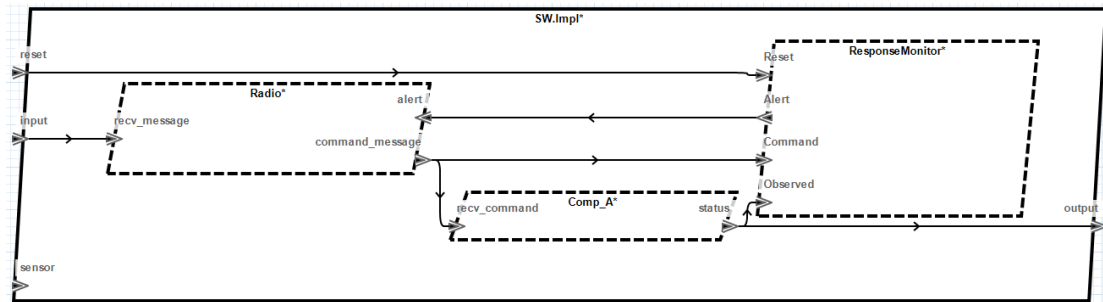 SW.Impl*
reset
Reset
ResponseMonitor*
Radio*
alert
Alert
input
recv_message
command_message
Command
Observed
recv_command
Comp_A*
status
output
sensor